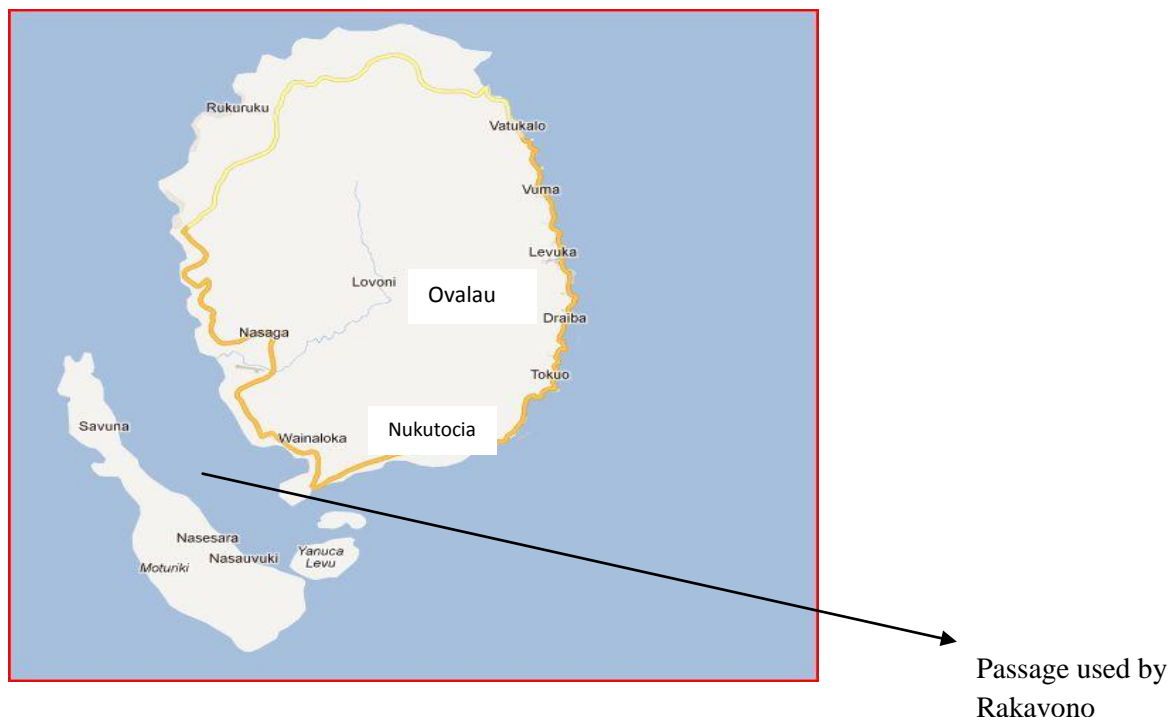 Rukuruku
Vatukalo
Vuma
Levuka
Lovoni
Ovalau
Draiba
Nasaga
Tokuo
Savuna
Wainaloka
Nukutocia
Nasesara
Moturiki
Nasauvuki
Yanuca
Levu
Passage used by
Rakavono